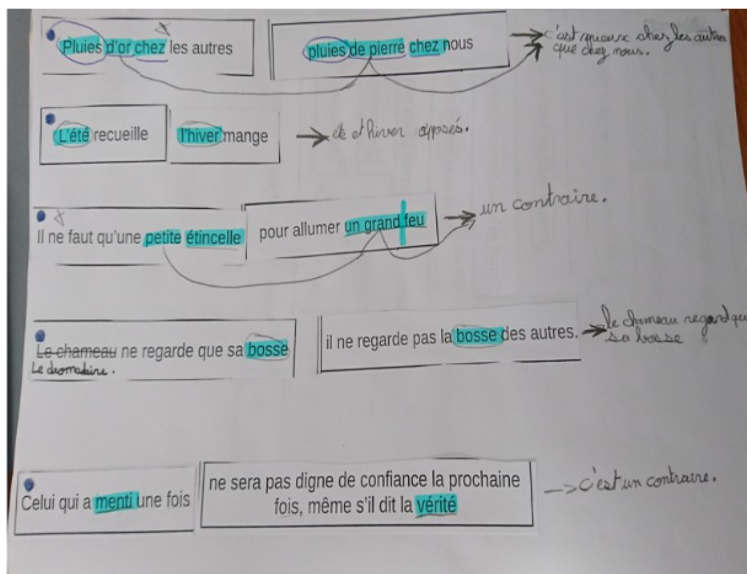 Pluies d'or chez les autres pluies de pierre chez nous c'est mieux chez les autres
que chez nous.
L'été recueille l'hiver mange été et hiver opposés.
Il ne faut qu'une petite étincelle pour allumer un grand feu un contraire.
Le chameau ne regarde que sa bosse il ne regarde pas la bosse des autres. le chameau regard que
sa bosse
Le dromadaire.
Celui qui a menti une fois ne sera pas digne de confiance la prochaine
fois, même s'il dit la vérité c'est un contraire.